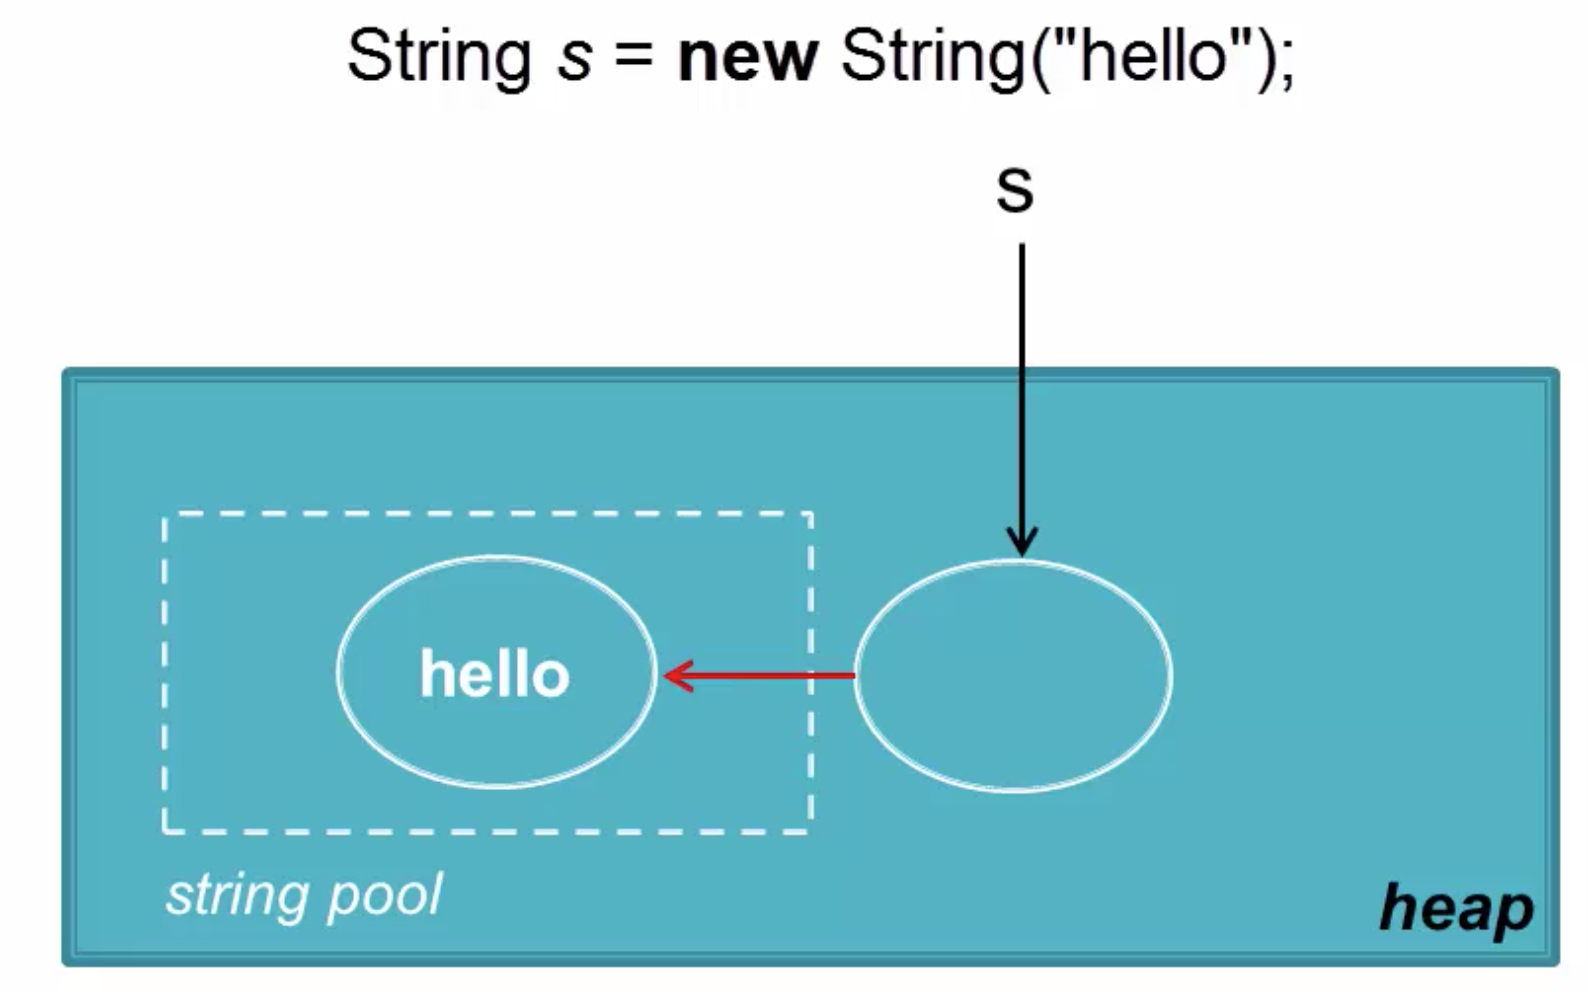 String s = new String("hello");
s
hello
string pool
heap